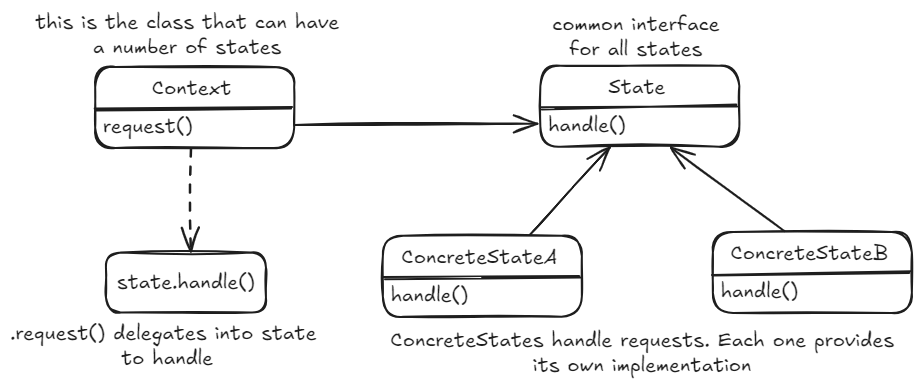 this is the class that can have
a number of states
Context
request()
common interface
for all states
State
handle()
state.handle()
.request() delegates into state
to handle
ConcreteStateA
handle()
ConcreteStateB
handle()
ConcreteStates handle requests. Each one provides
its own implementation